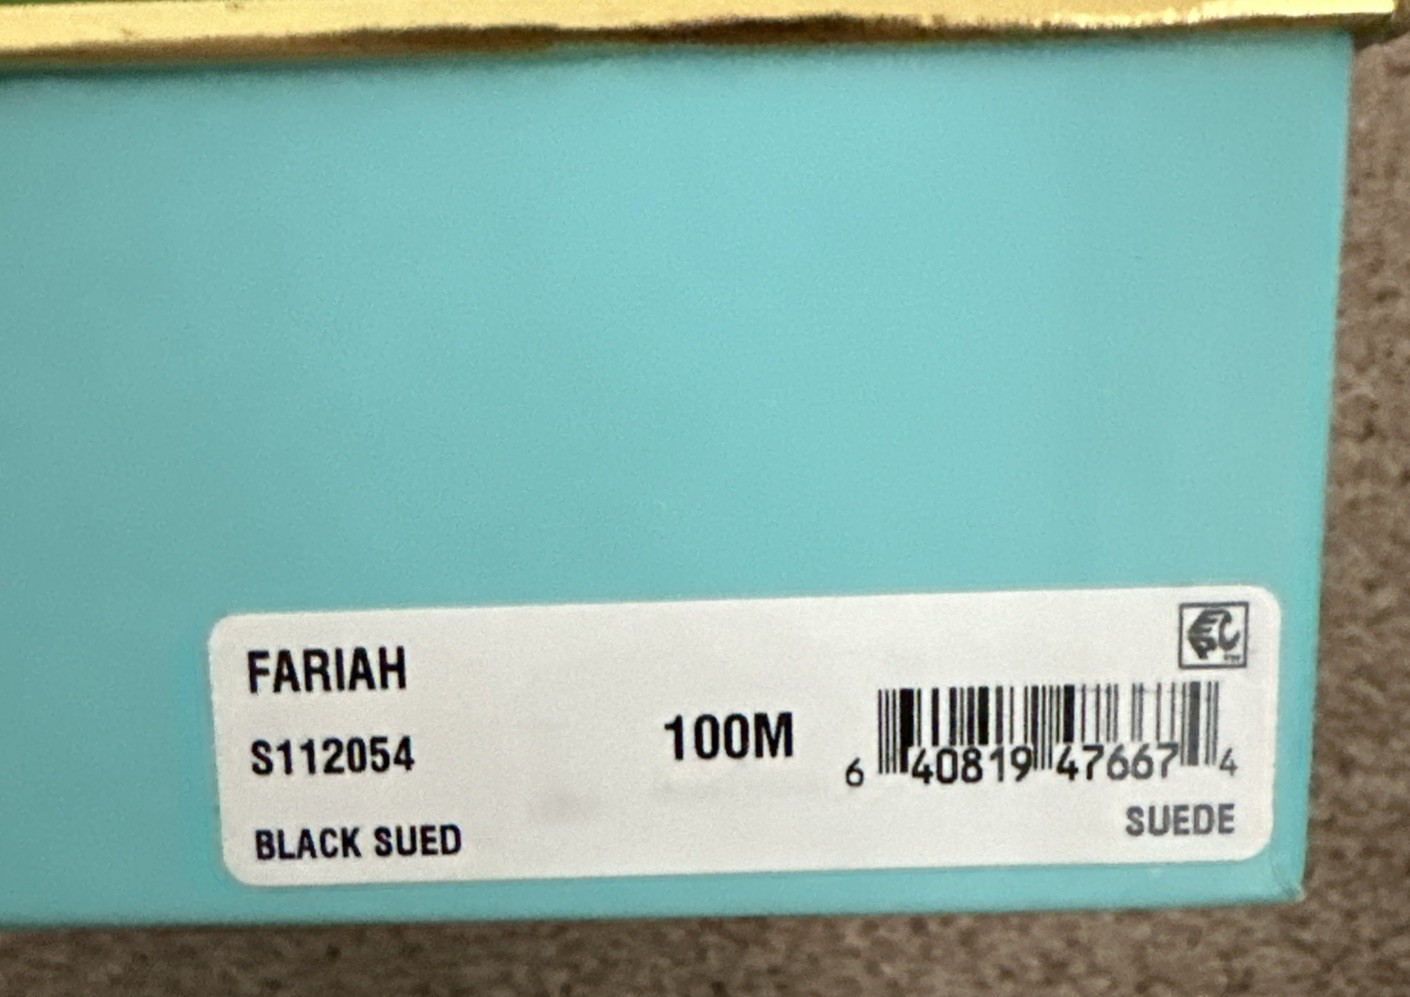 FARIAH
S112054
100M
6 40819 47667 4
BLACK SUED
SUEDE